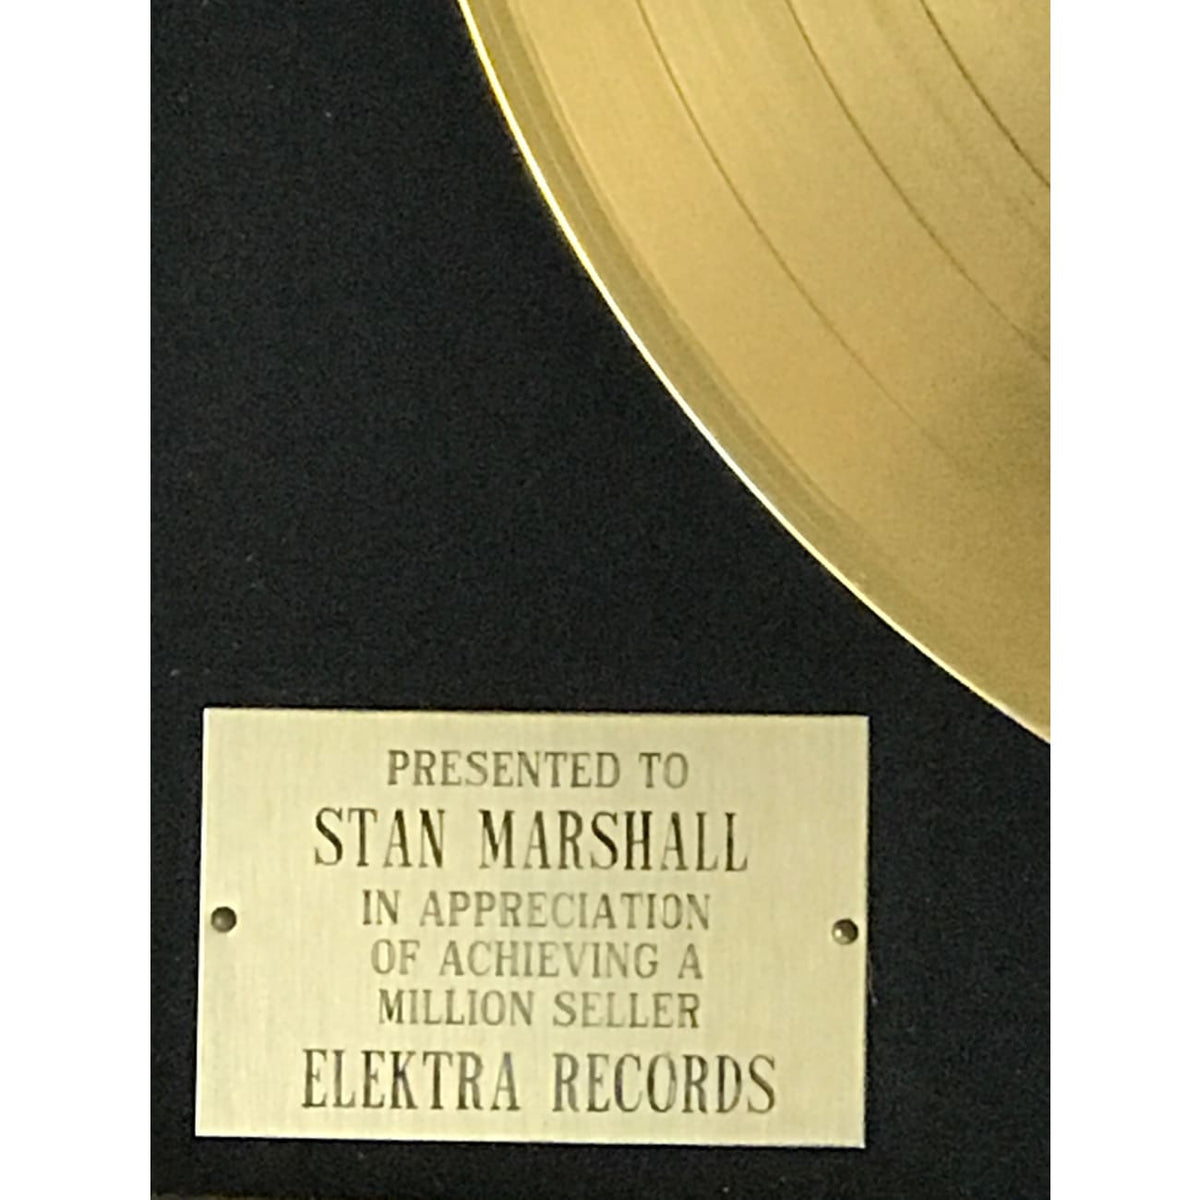 PRESENTED TO
STAN MARSHALL
IN APPRECIATION
OF ACHIEVING A
MILLION SELLER
ELEKTRA RECORDS